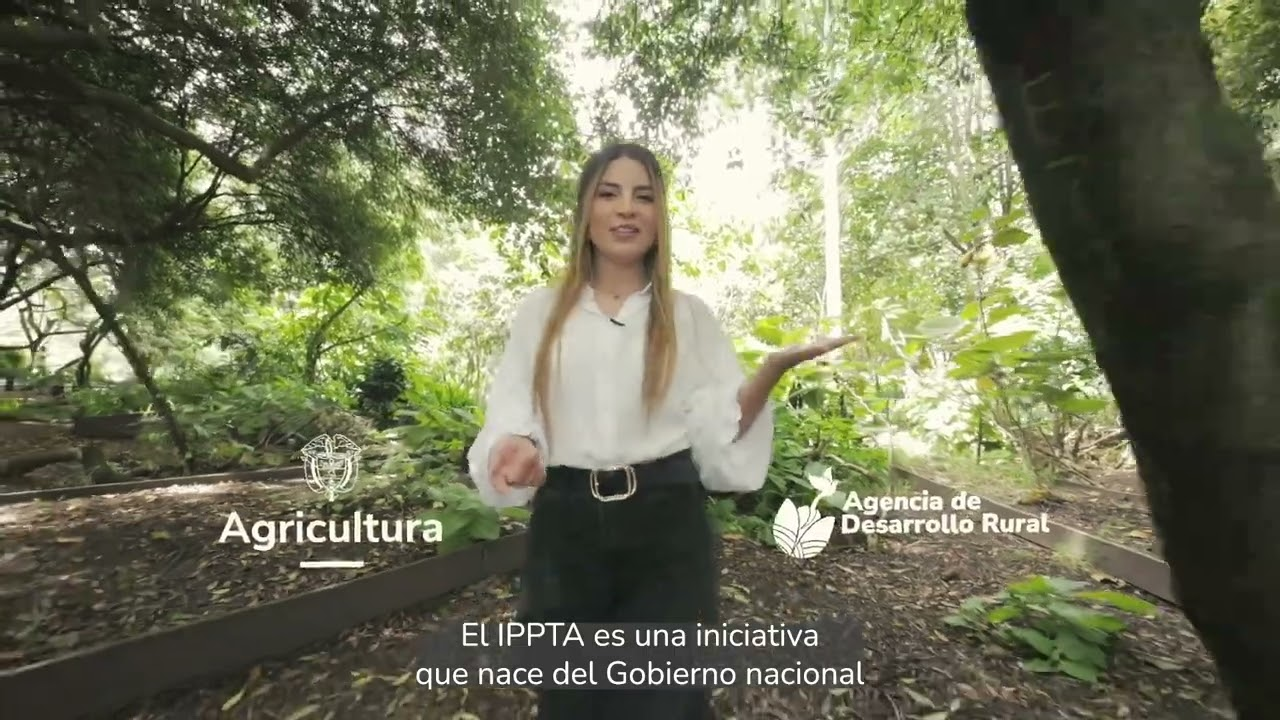 Agricultura
Agencia de
Desarrollo Rural
El IPPTA es una iniciativa
que nace del Gobierno nacional